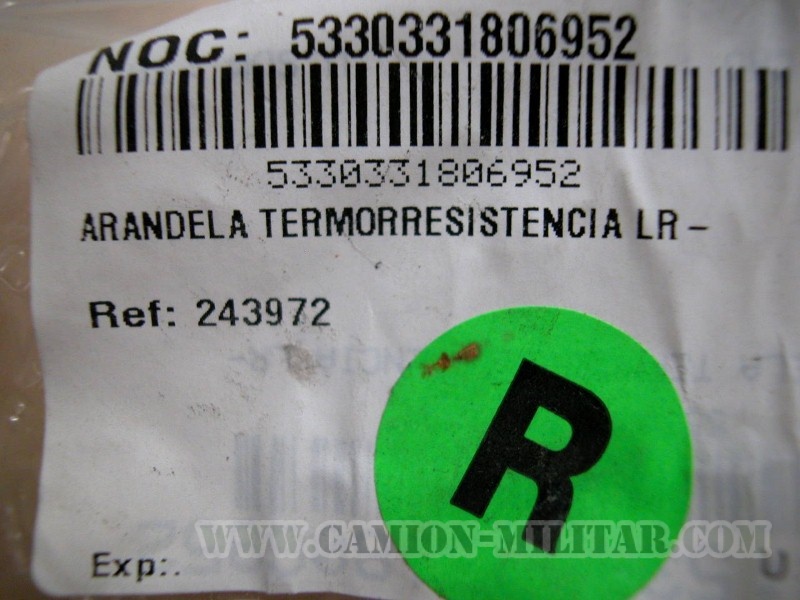 NOC: 5330331806952
5330331806952
ARANDELA TERMORRESISTENCIA LR -
Ref: 243972
R
WWW.CAMION-MILITAR.COM
Exp:.